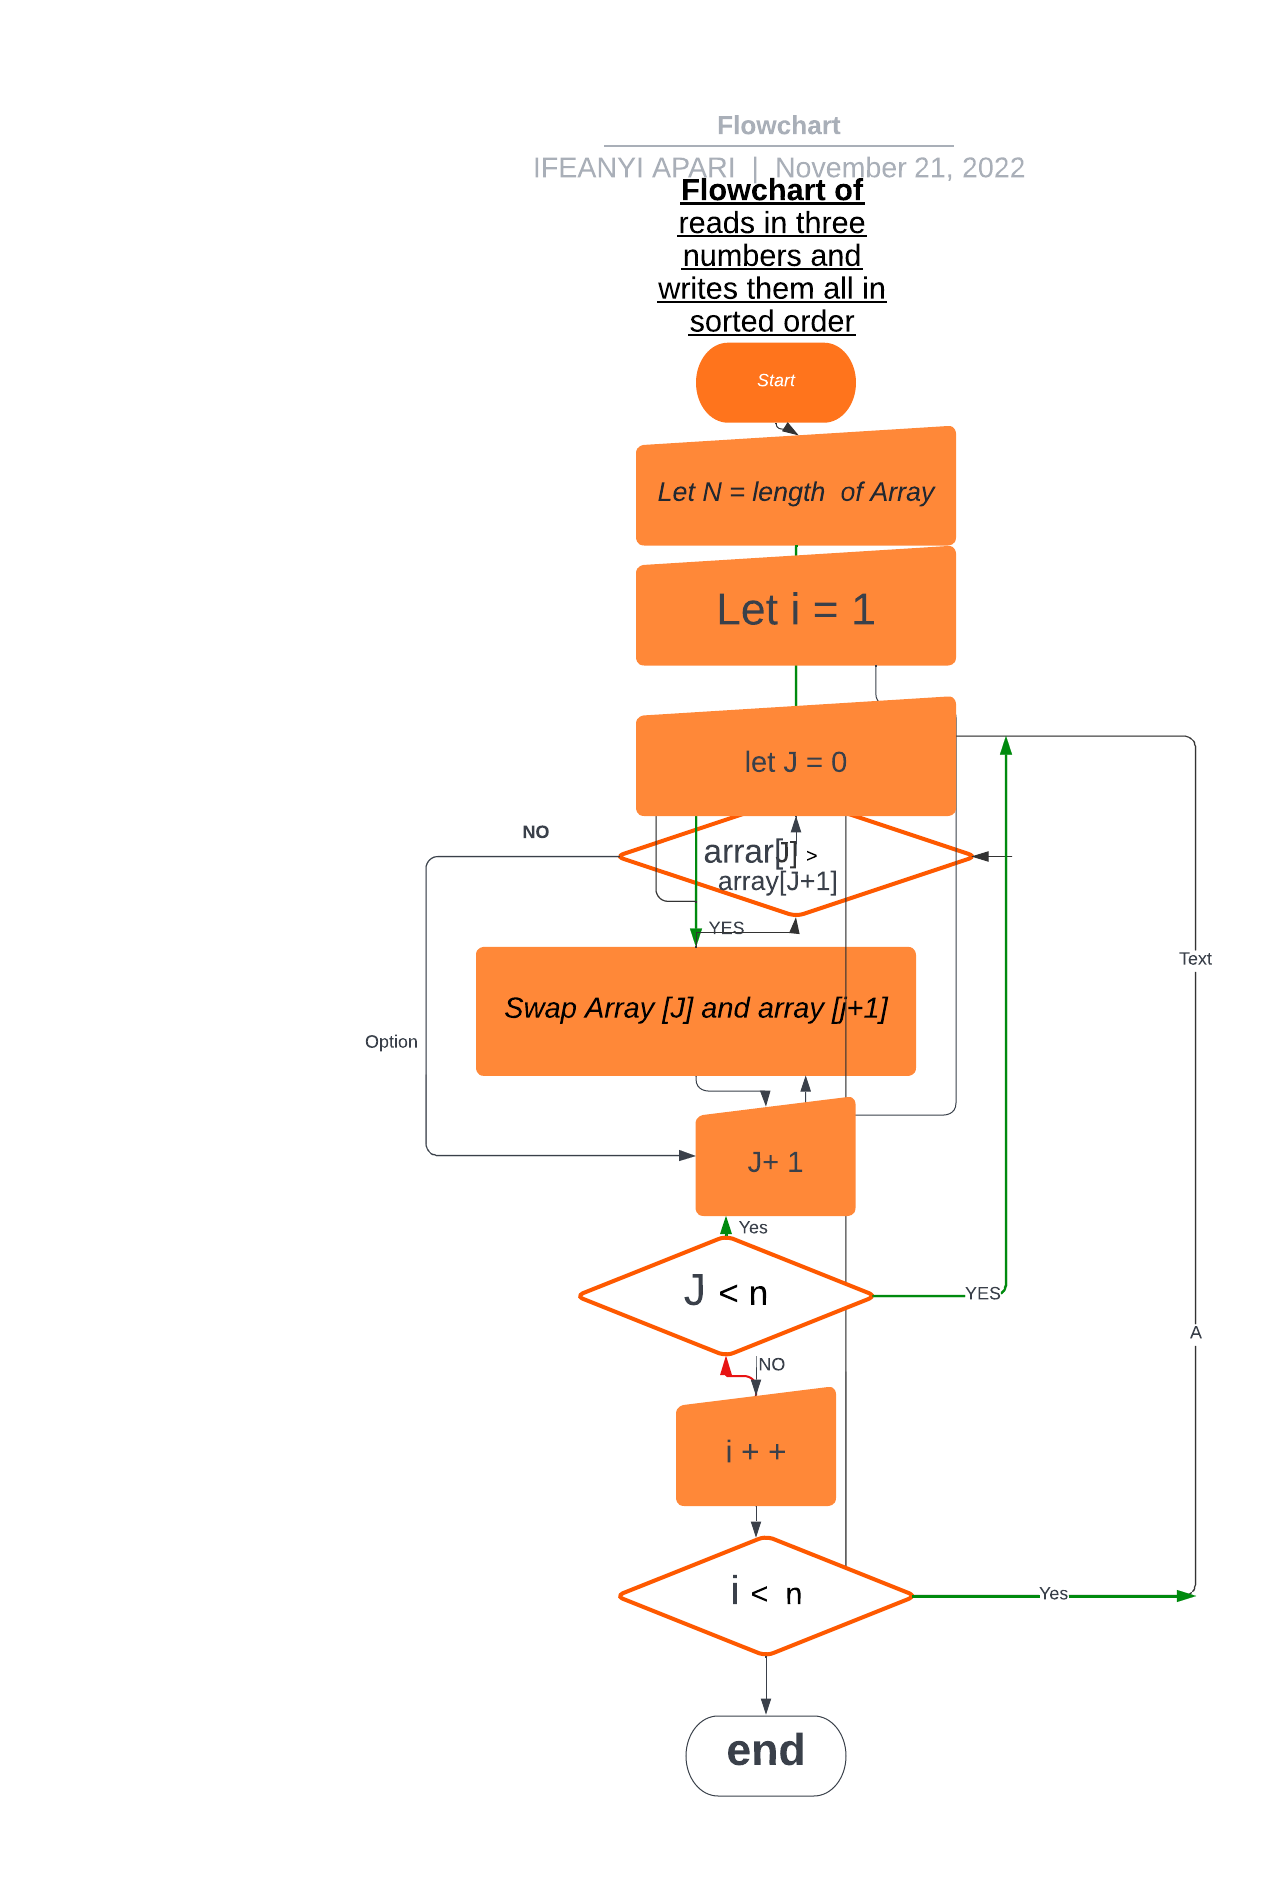 Flowchart
IFEANYI APARI | November 21, 2022
Flowchart of
reads in three
numbers and
writes them all in
sorted order
Start
Let N = length of Array
Let i = 1
let J = 0
NO
arrar[J] >
array[J+1]
YES
Text
Swap Array [J] and array [j+1]
Option
J+ 1
Yes
J < n
YES
A
NO
i + +
i < n
Yes
end